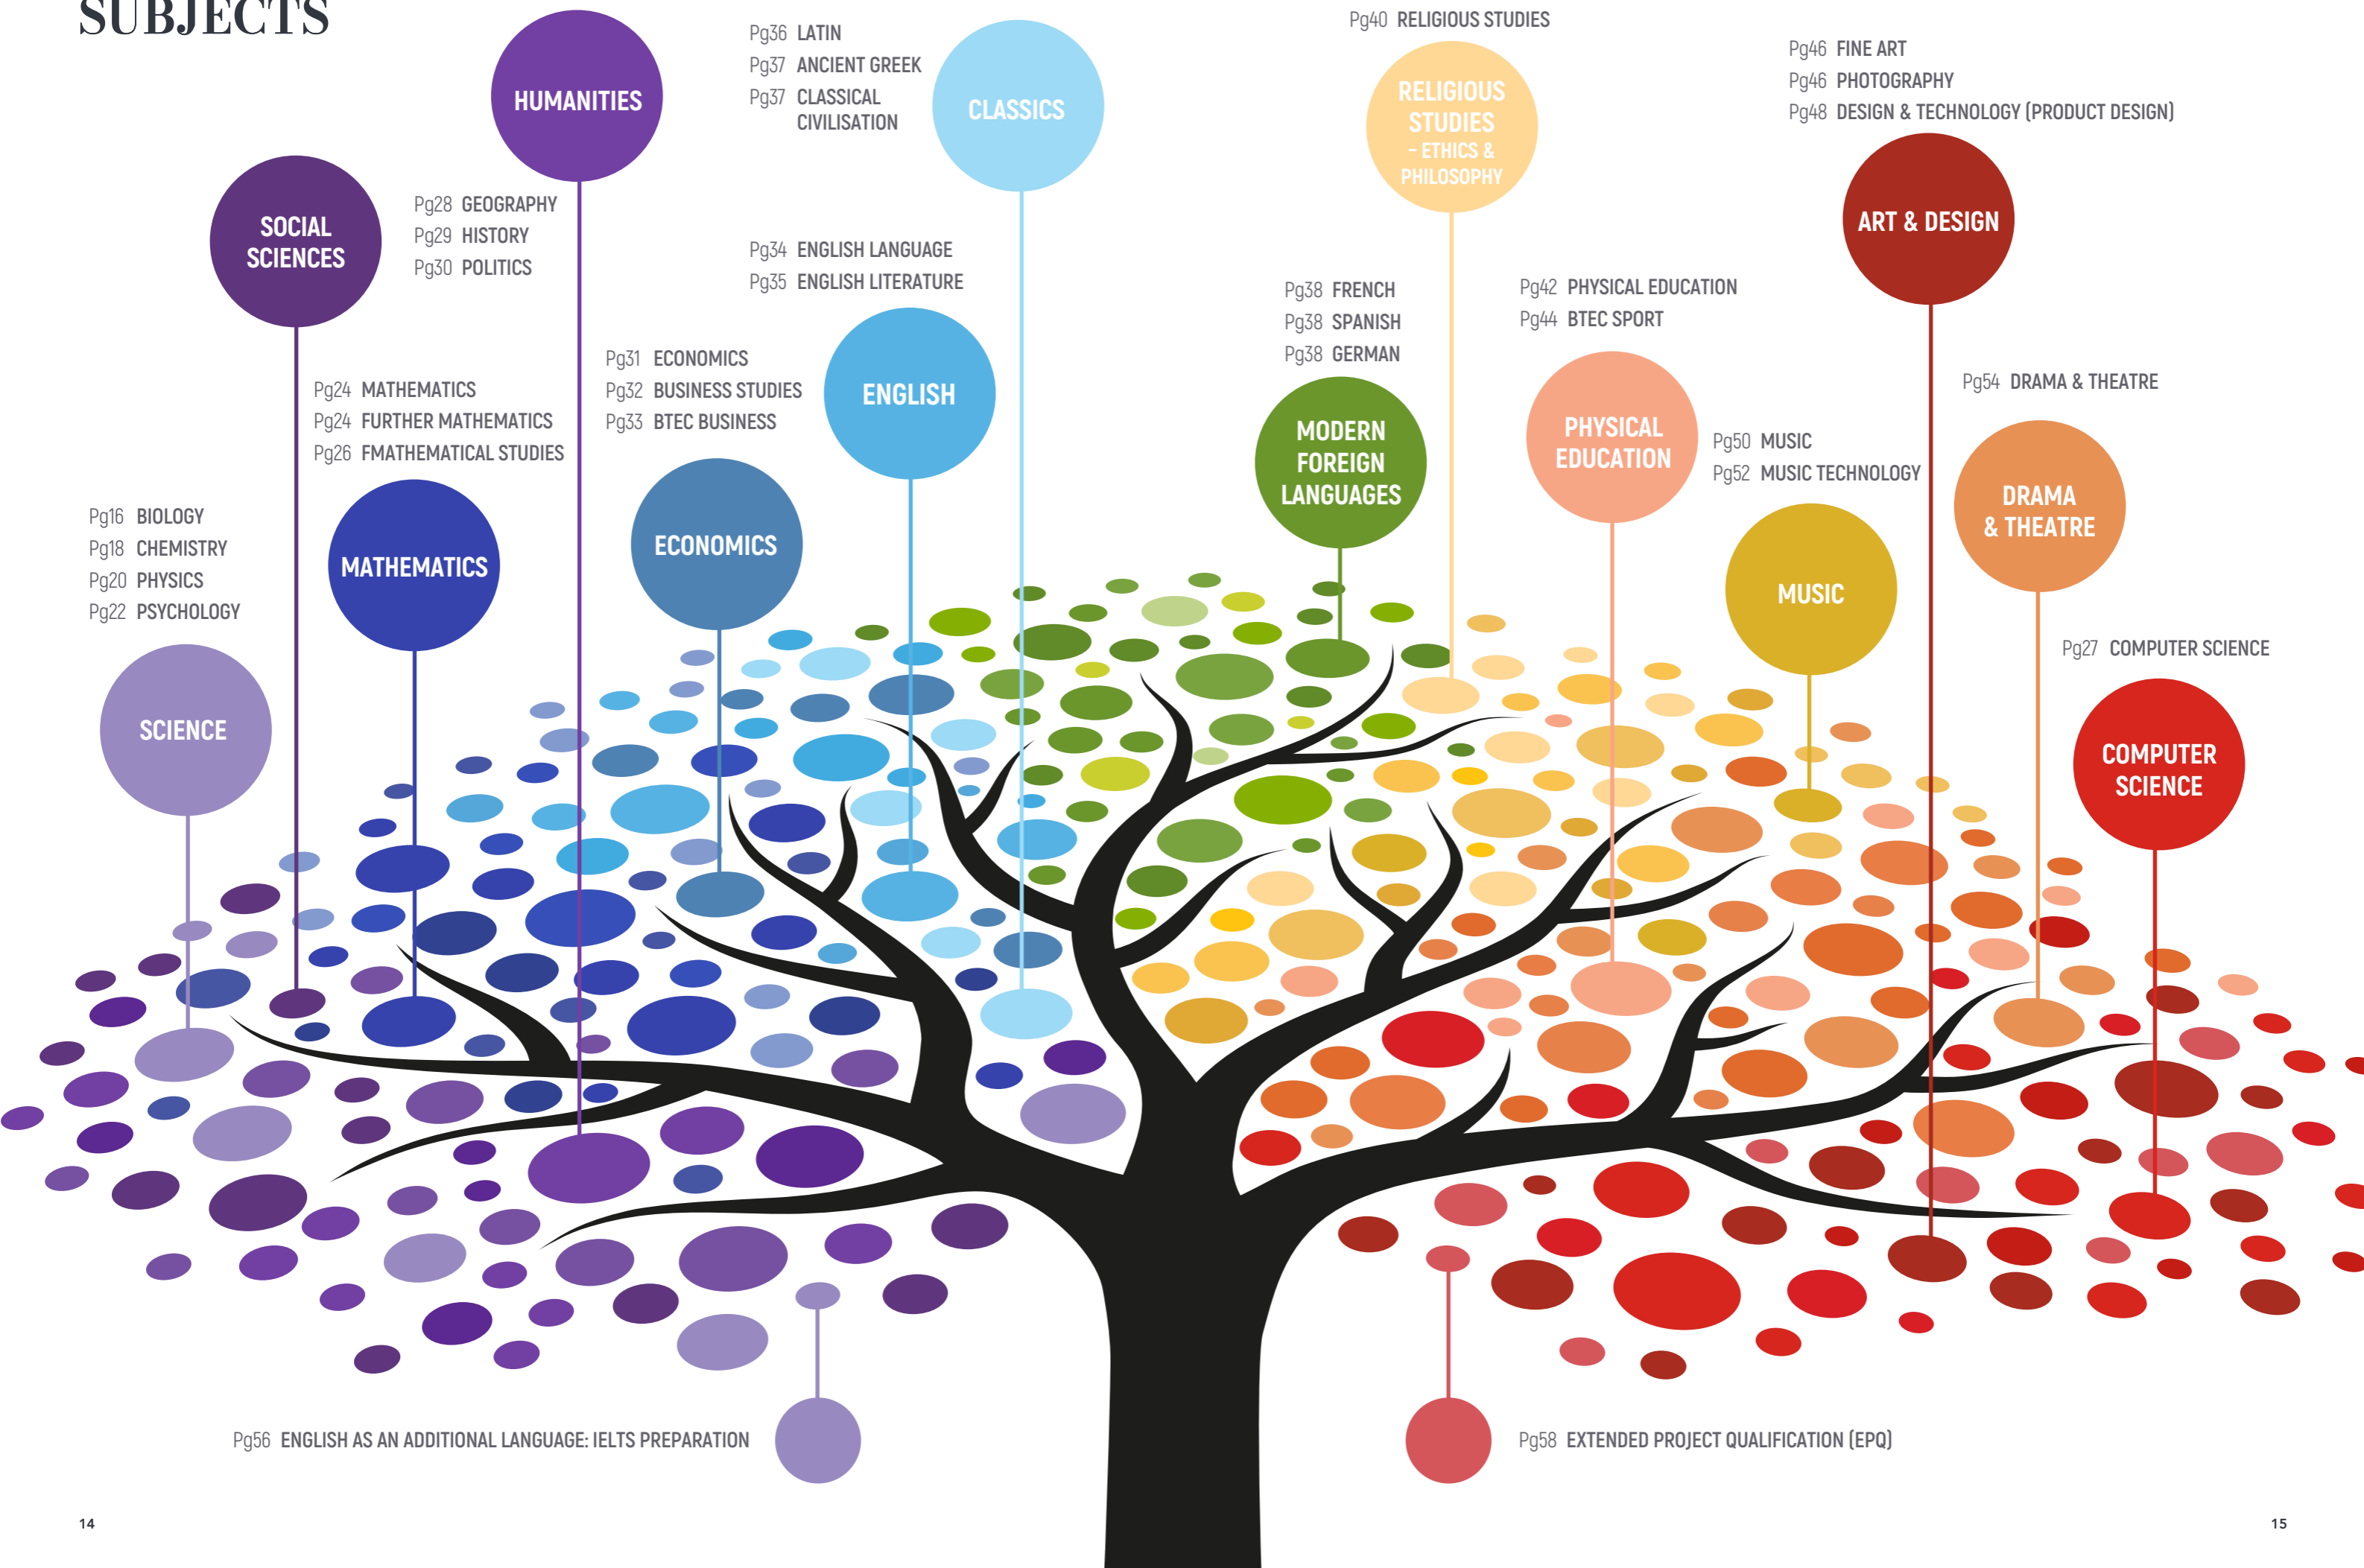 SUBJECTS
HUMANITIES
Pg28 GEOGRAPHY
Pg29 HISTORY
Pg30 POLITICS
Pg36 LATIN
Pg37 ANCIENT GREEK
Pg37 CLASSICAL
CIVILISATION
CLASSICS
Pg40 RELIGIOUS STUDIES
RELIGIOUS
STUDIES
- ETHICS &
PHILOSOPHY
Pg46 FINE ART
Pg46 PHOTOGRAPHY
Pg48 DESIGN & TECHNOLOGY (PRODUCT DESIGN)
ART & DESIGN
SOCIAL
SCIENCES
Pg34 ENGLISH LANGUAGE
Pg35 ENGLISH LITERATURE
ENGLISH
Pg38 FRENCH
Pg38 SPANISH
Pg38 GERMAN
MODERN
FOREIGN
LANGUAGES
Pg42 PHYSICAL EDUCATION
Pg44 BTEC SPORT
PHYSICAL
EDUCATION
Pg54 DRAMA & THEATRE
DRAMA
& THEATRE
Pg24 MATHEMATICS
Pg24 FURTHER MATHEMATICS
Pg26 FMATHEMATICAL STUDIES
MATHEMATICS
Pg31 ECONOMICS
Pg32 BUSINESS STUDIES
Pg33 BTEC BUSINESS
ECONOMICS
Pg50 MUSIC
Pg52 MUSIC TECHNOLOGY
MUSIC
Pg16 BIOLOGY
Pg18 CHEMISTRY
Pg20 PHYSICS
Pg22 PSYCHOLOGY
SCIENCE
Pg27 COMPUTER SCIENCE
COMPUTER
SCIENCE
Pg56 ENGLISH AS AN ADDITIONAL LANGUAGE: IELTS PREPARATION
Pg58 EXTENDED PROJECT QUALIFICATION (EPQ)
14
15